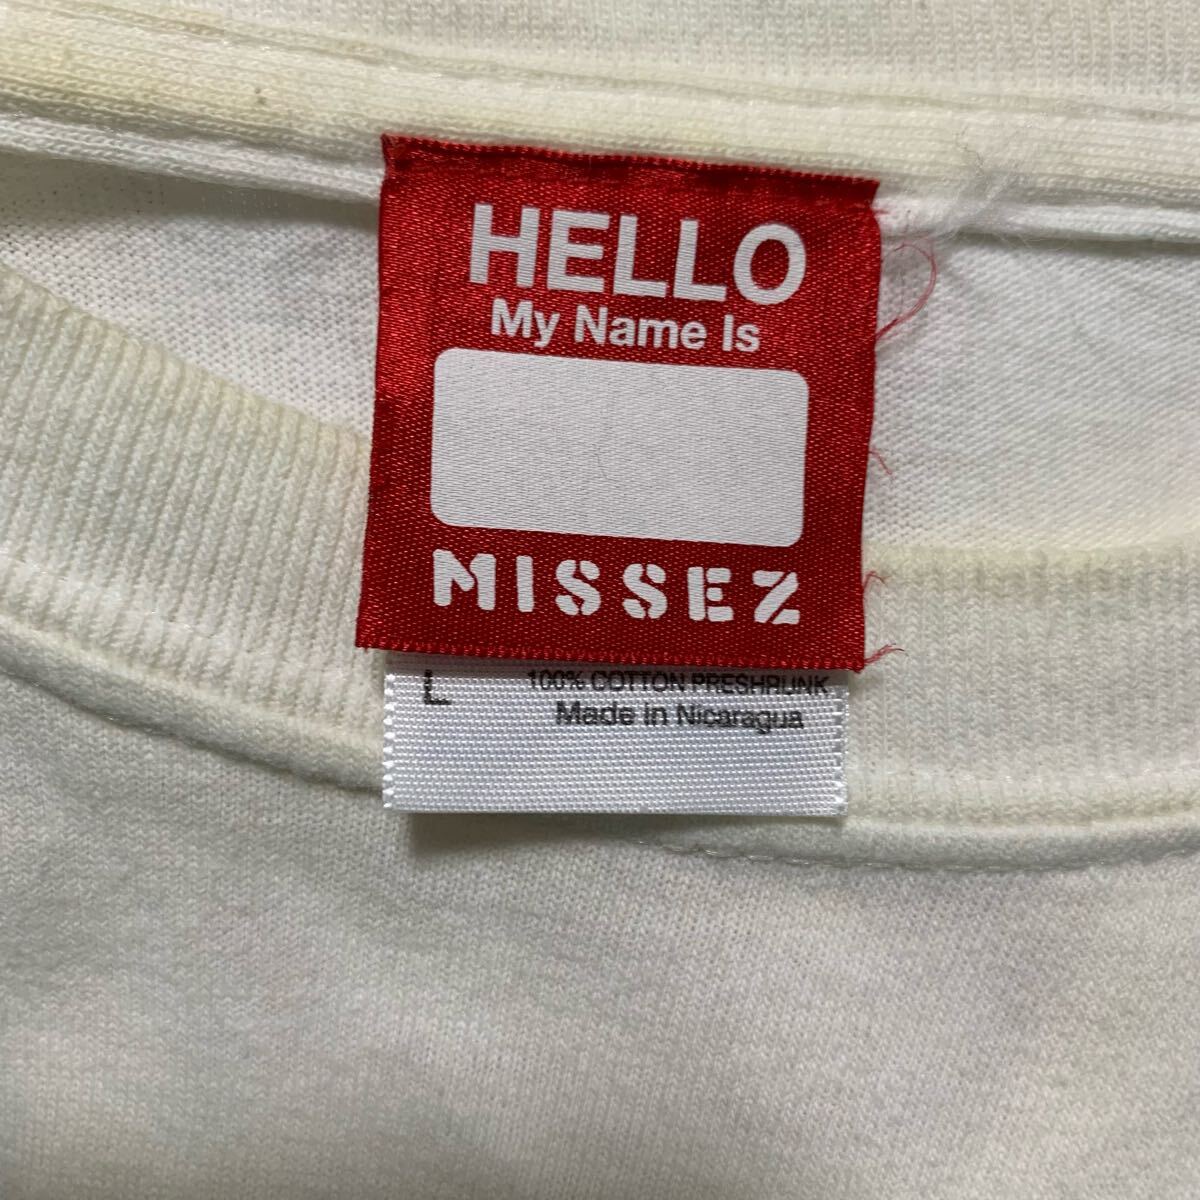 HELLO
My Name Is
MISSEZ
L 100% COTTON PRESHRUNK
Made in Nicaragua